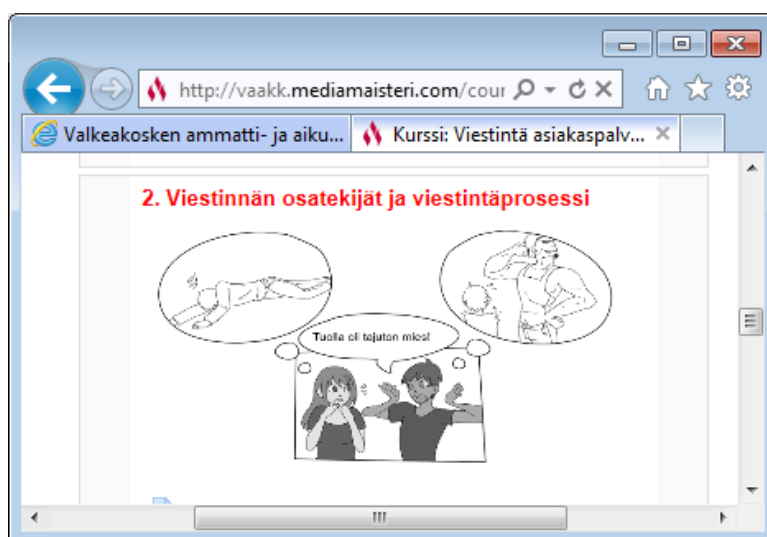 http://vaakk.mediamaisteri.com/cour
Valkeakosken ammatti- ja aiku...
Kurssi: Viestintä asiakaspalv...
2. Viestinnän osatekijät ja viestintäprosessi
Tuolla oli tajuton mies!